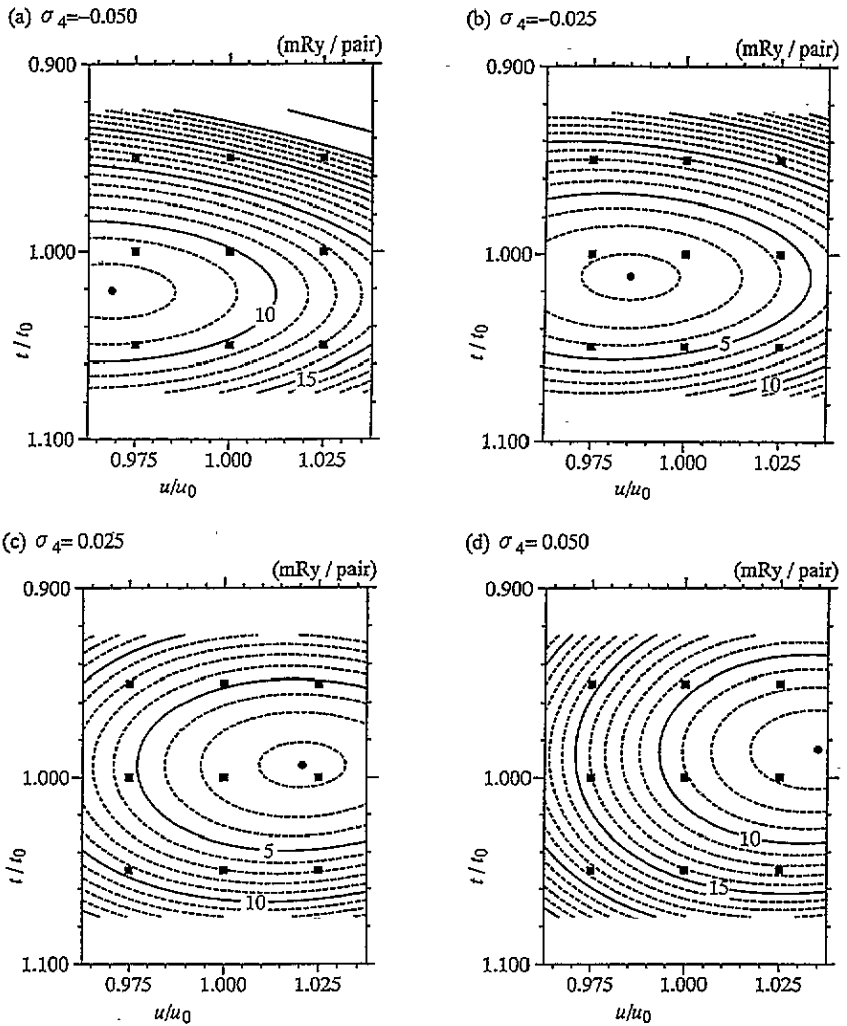 (a) σ 4=−0.050
(mRy / pair)
0.900
1.000
1.100
t / t0
10
15
0.975
1.000
1.025
u/u0
(b) σ 4=−0.025
(mRy / pair)
0.900
1.000
1.100
t / t0
5
10
0.975
1.000
1.025
u/u0
(c) σ 4= 0.025
(mRy / pair)
0.900
1.000
1.100
t / t0
5
10
0.975
1.000
1.025
u/u0
(d) σ 4= 0.050
(mRy / pair)
0.900
1.000
1.100
t / t0
10
15
0.975
1.000
1.025
u/u0